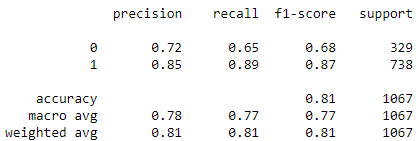 precision recall f1-score support
0 0.72 0.65 0.68 329
1 0.85 0.89 0.87 738
accuracy 0.81 1067
macro avg 0.78 0.77 0.77 1067
weighted avg 0.81 0.81 0.81 1067